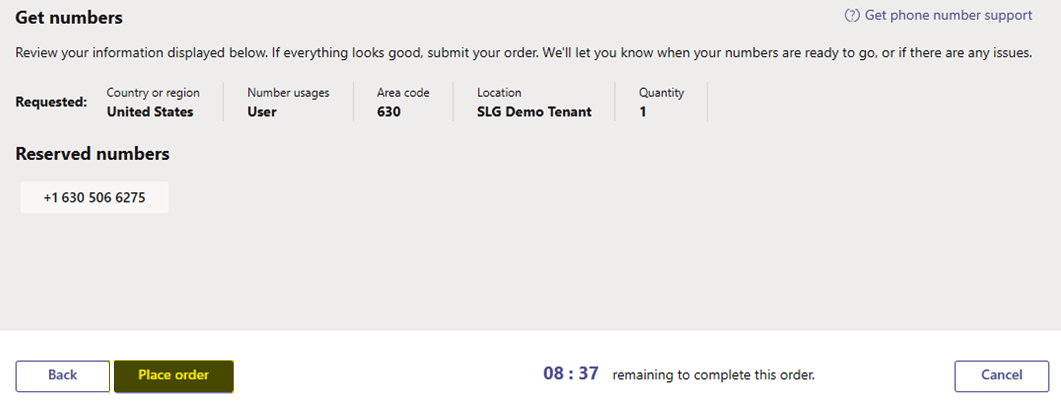 Get numbers
Get phone number support
Review your information displayed below. If everything looks good, submit your order. We'll let you know when your numbers are ready to go, or if there are any issues.
Requested:
Country or region
United States
Number usages
User
Area code
630
Location
SLG Demo Tenant
Quantity
1
Reserved numbers
+1 630 506 6275
Back
Place order
08 : 37 remaining to complete this order.
Cancel